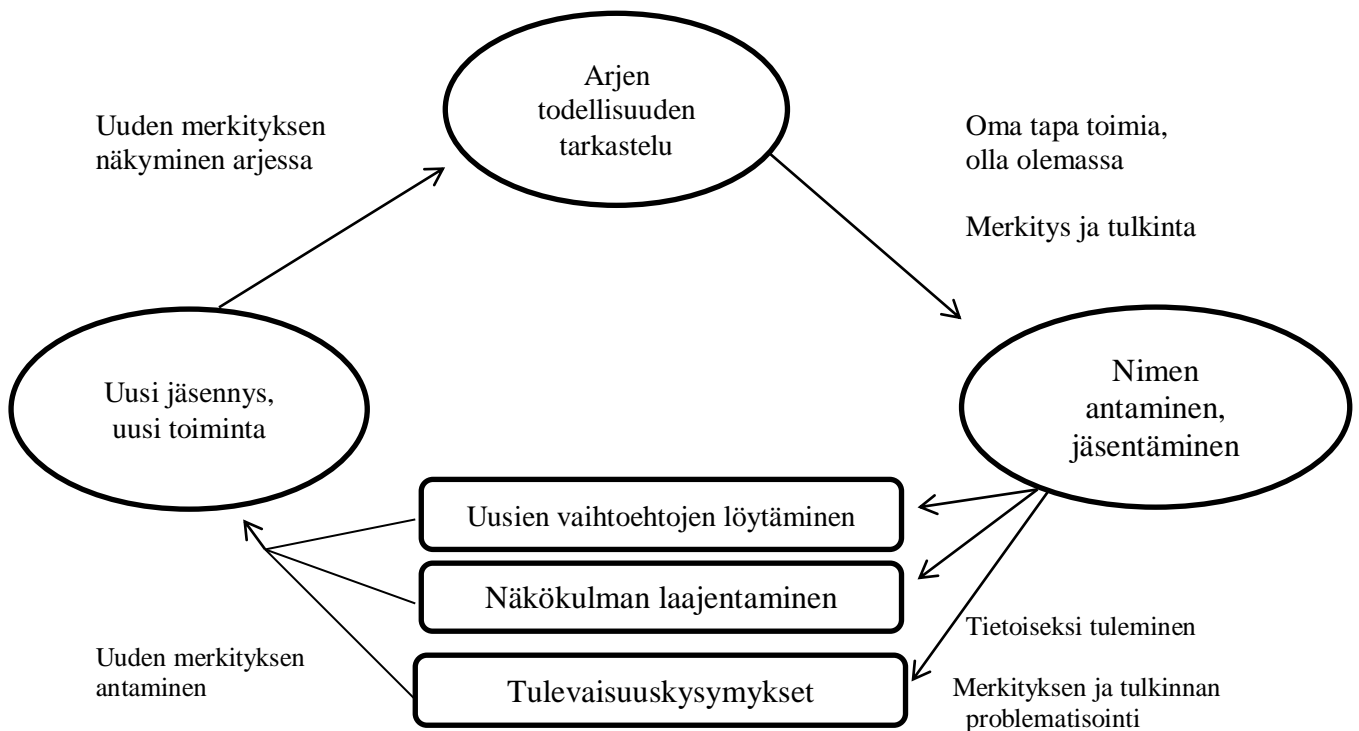 Arjen
todellisuuden
tarkastelu
Uuden merkityksen
näkyminen arjessa
Oma tapa toimia,
olla olemassa
Merkitys ja tulkinta
Uusi jäsennys,
uusi toiminta
Nimen
antaminen,
jäsentäminen
Uusien vaihtoehtojen löytäminen
Näkökulman laajentaminen
Tulevaisuuskysymykset
Uuden merkityksen
antaminen
Tietoiseksi tuleminen
Merkityksen ja tulkinnan
problematisointi